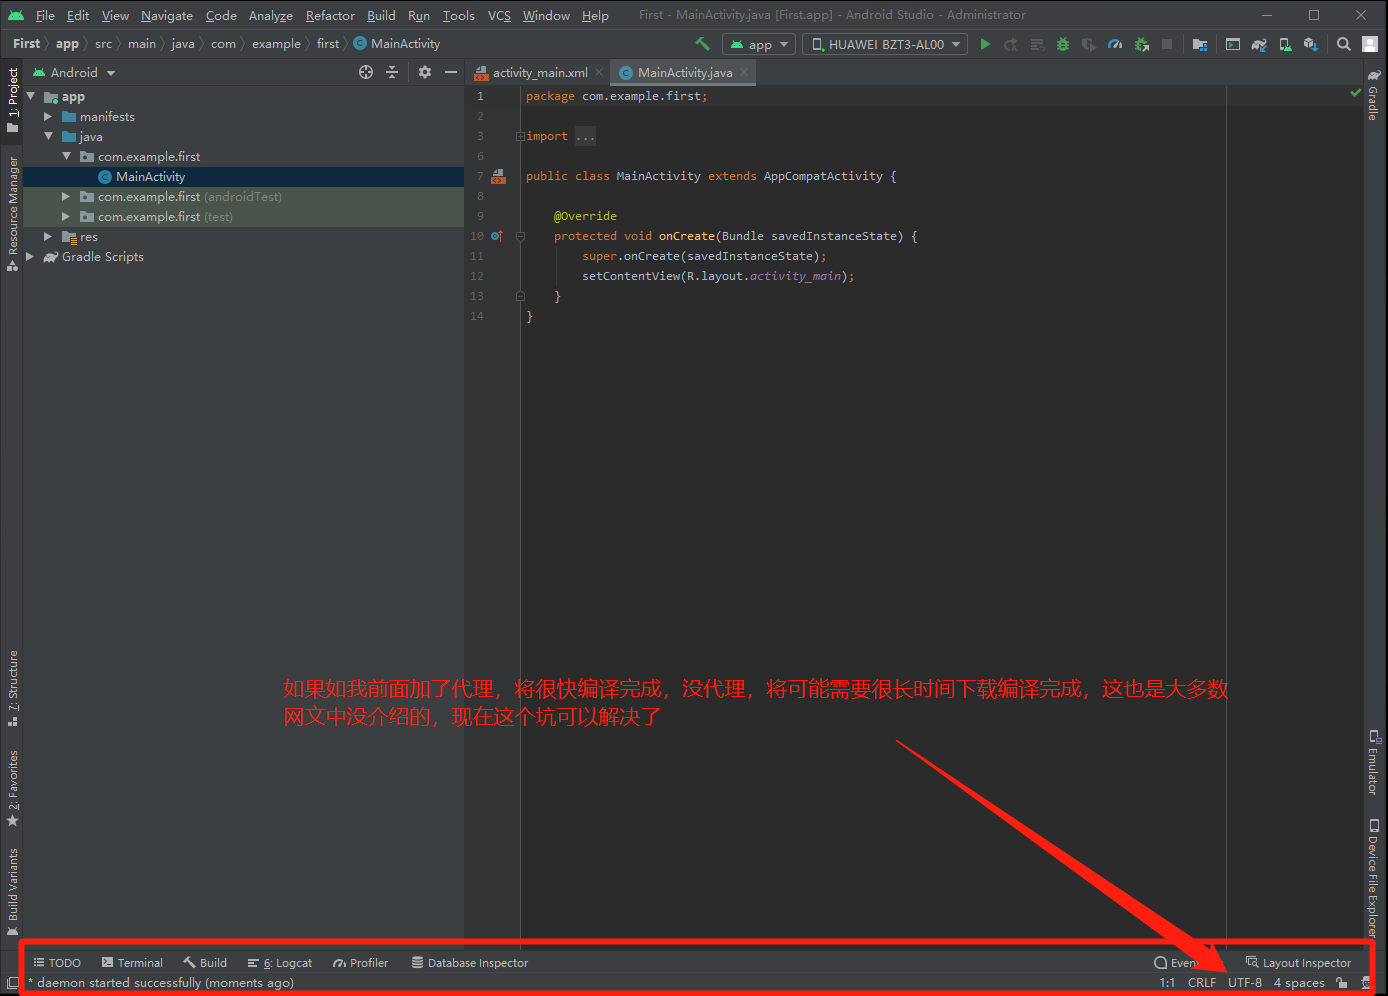 File Edit View Navigate Code Analyze Refactor Build Run Tools VCS Window Help First - MainActivity.java [First.app] - Android Studio - Administrator
First app src main java com example first MainActivity app HUAWEI BZT3-AL00
1: Project
Android
activity_main.xml MainActivity.java
Gradle
app
manifests
java
com.example.first
MainActivity
com.example.first (androidTest)
com.example.first (test)
res
Gradle Scripts
Resource Manager
1 package com.example.first;
2
3 import ...
6
7 public class MainActivity extends AppCompatActivity {
8
9 @Override
10 protected void onCreate(Bundle savedInstanceState) {
11 super.onCreate(savedInstanceState);
12 setContentView(R.layout.activity_main);
13 }
14 }
如果如我前面加了代理，将很快编译完成，没代理，将可能需要很长时间下载编译完成，这也是大多数
网文中没介绍的，现在这个坑可以解决了
7: Structure
2: Favorites
Build Variants
Emulator
Device File Explorer
TODO Terminal Build 6: Logcat Profiler Database Inspector Layout Inspector
* daemon started successfully (moments ago) 1:1 CRLF UTF-8 4 spaces